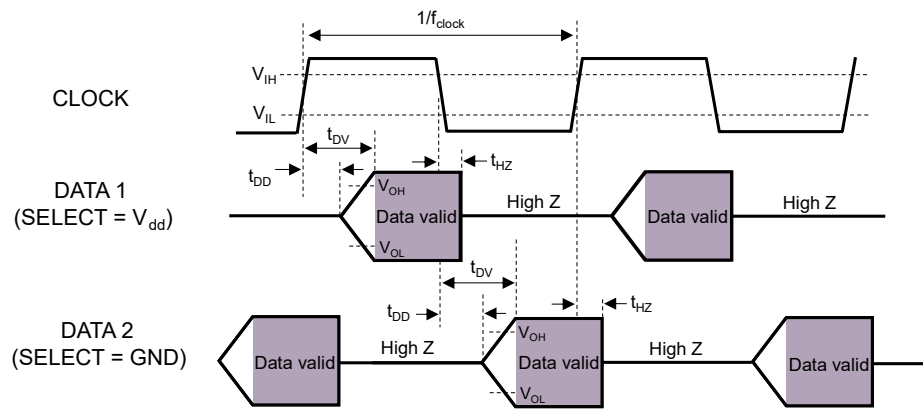 1/f_clock
V_IH
CLOCK
V_IL
t_DV
t_HZ
t_DD
DATA 1
(SELECT = V_dd)
V_OH
Data valid
High Z
Data valid
High Z
V_OL
t_DV
t_HZ
t_DD
DATA 2
(SELECT = GND)
V_OH
Data valid
High Z
Data valid
High Z
Data valid
V_OL